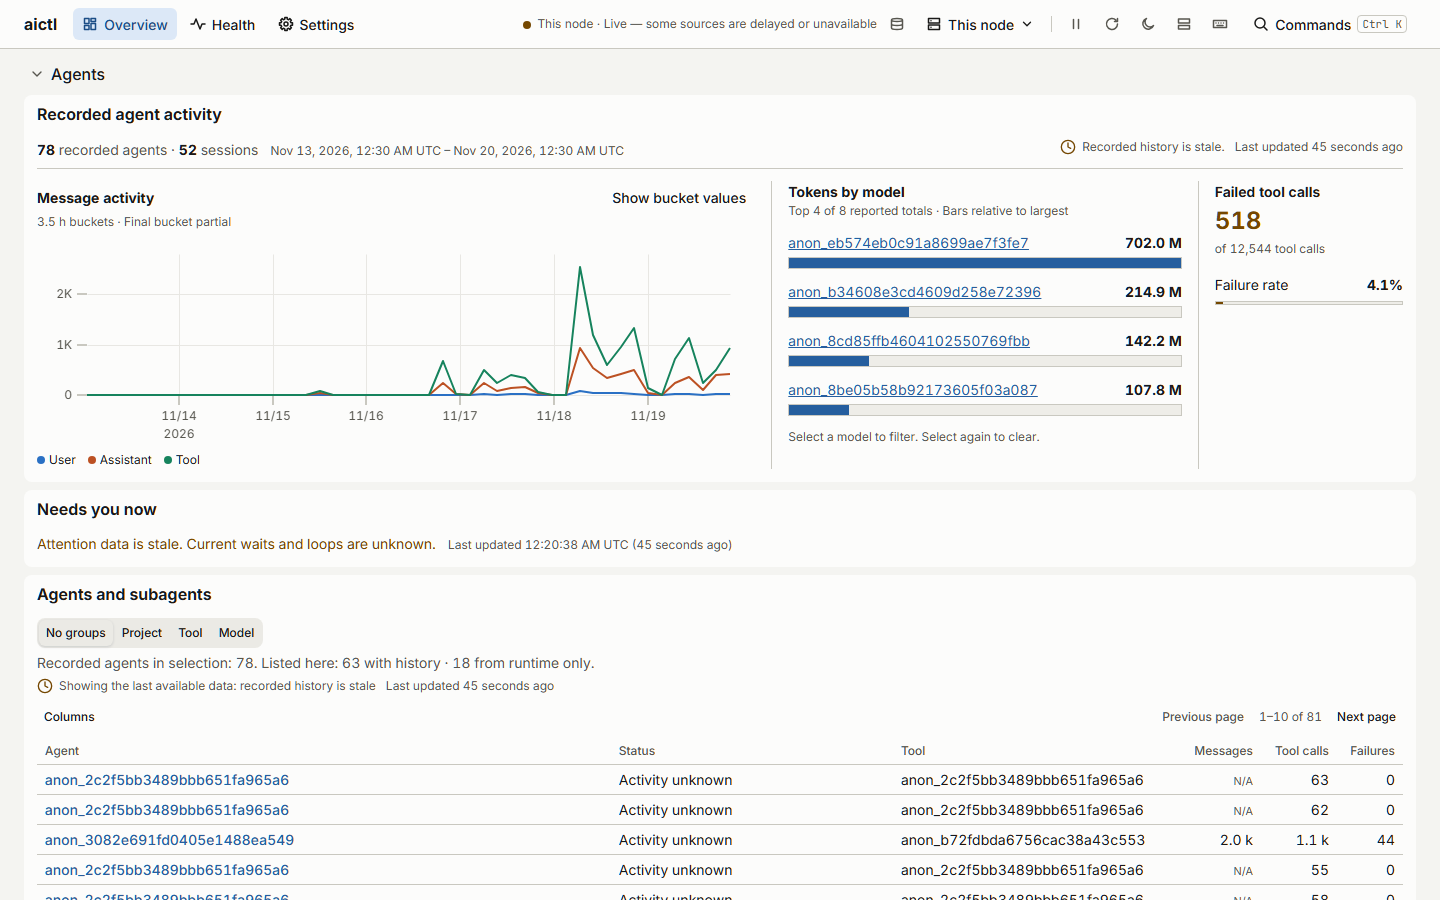 aictl Overview Health Settings This node · Live — some sources are delayed or unavailable This node Commands Ctrl K
Agents
Recorded agent activity
78 recorded agents · 52 sessions Nov 13, 2026, 12:30 AM UTC – Nov 20, 2026, 12:30 AM UTC Recorded history is stale. Last updated 45 seconds ago
Message activity Show bucket values
3.5 h buckets · Final bucket partial
2K
1K
0
11/14 11/15 11/16 11/17 11/18 11/19
2026
User Assistant Tool
Tokens by model
Top 4 of 8 reported totals · Bars relative to largest
anon_eb574eb0c91a8699ae7f3fe7 702.0 M
anon_b34608e3cd4609d258e72396 214.9 M
anon_8cd85ffb4604102550769fbb 142.2 M
anon_8be05b58b92173605f03a087 107.8 M
Select a model to filter. Select again to clear.
Failed tool calls
518
of 12,544 tool calls
Failure rate 4.1%
Needs you now
Attention data is stale. Current waits and loops are unknown. Last updated 12:20:38 AM UTC (45 seconds ago)
Agents and subagents
No groups Project Tool Model
Recorded agents in selection: 78. Listed here: 63 with history · 18 from runtime only.
Showing the last available data: recorded history is stale Last updated 45 seconds ago
Columns Previous page 1–10 of 81 Next page
Agent Status Tool Messages Tool calls Failures
anon_2c2f5bb3489bbb651fa965a6 Activity unknown anon_2c2f5bb3489bbb651fa965a6 N/A 63 0
anon_2c2f5bb3489bbb651fa965a6 Activity unknown anon_2c2f5bb3489bbb651fa965a6 N/A 62 0
anon_3082e691fd0405e1488ea549 Activity unknown anon_b72fdbda6756cac38a43c553 2.0 k 1.1 k 44
anon_2c2f5bb3489bbb651fa965a6 Activity unknown anon_2c2f5bb3489bbb651fa965a6 N/A 55 0
anon_2c2f5bb3489bbb651fa965a6 Activity unknown anon_2c2f5bb3489bbb651fa965a6 N/A 58 0